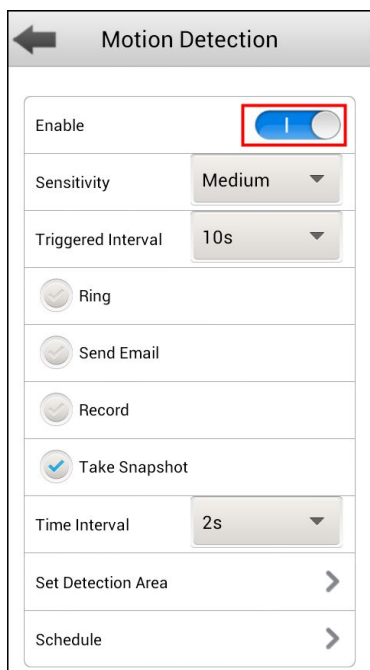 Motion Detection
Enable
Sensitivity Medium
Triggered Interval 10s
Ring
Send Email
Record
Take Snapshot
Time Interval 2s
Set Detection Area
Schedule